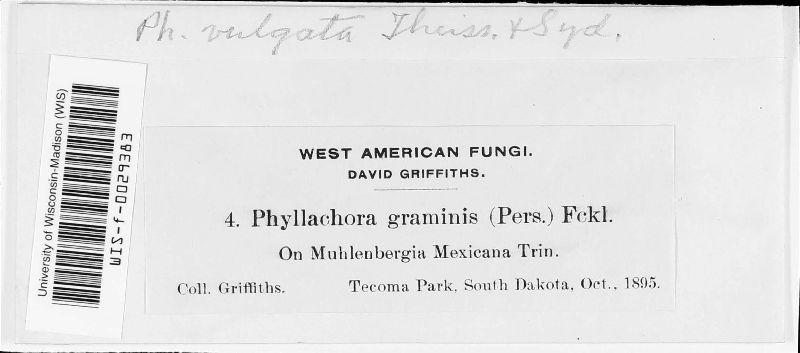 Ph. vulgata Theiss. & Syd.
University of Wisconsin-Madison (WIS)
WIS-f-0029383
WEST AMERICAN FUNGI.
DAVID GRIFFITHS.
4. Phyllachora graminis (Pers.) Fckl.
On Muhlenbergia Mexicana Trin.
Coll. Griffiths. Tecoma Park, South Dakota, Oct., 1895.